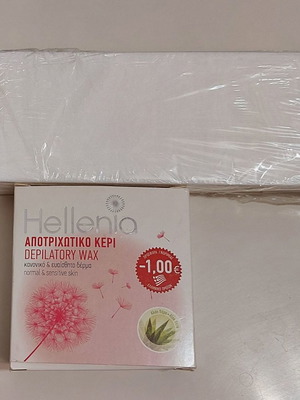 Hellenia
ΑΠΟΤΡΙΧΩΤΙΚΟ ΚΕΡΙ
DEPILATORY WAX
κανονικό & ευαίσθητο δέρμα
normal & sensitive skin
-1,00€